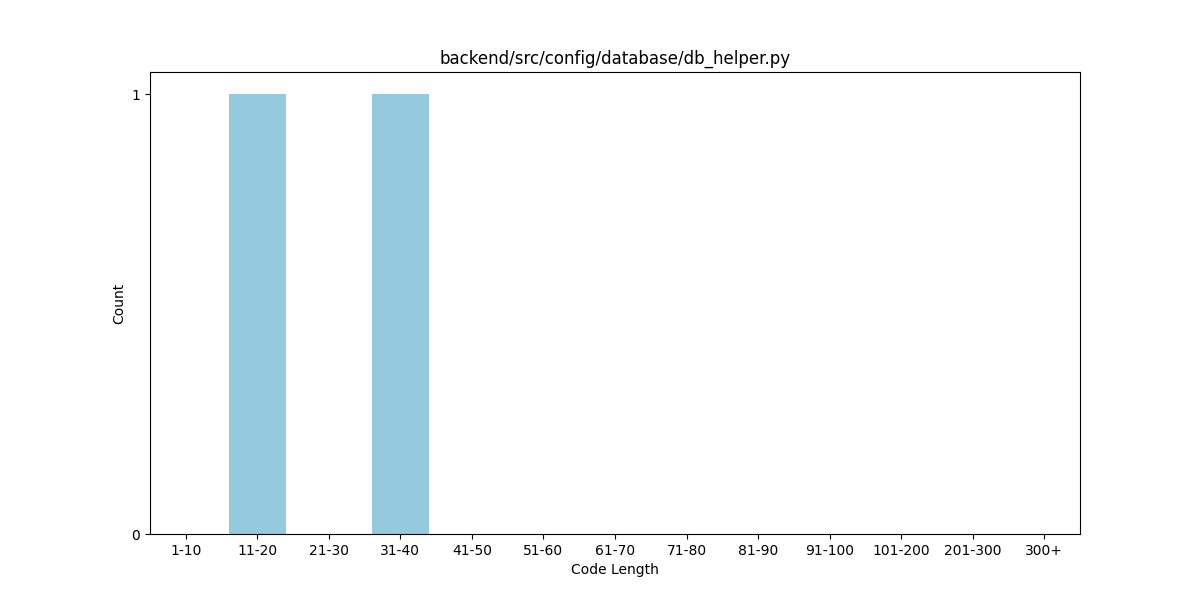 backend/src/config/database/db_helper.py
1
Count
0
1-10 11-20 21-30 31-40 41-50 51-60 61-70 71-80 81-90 91-100 101-200 201-300 300+
Code Length